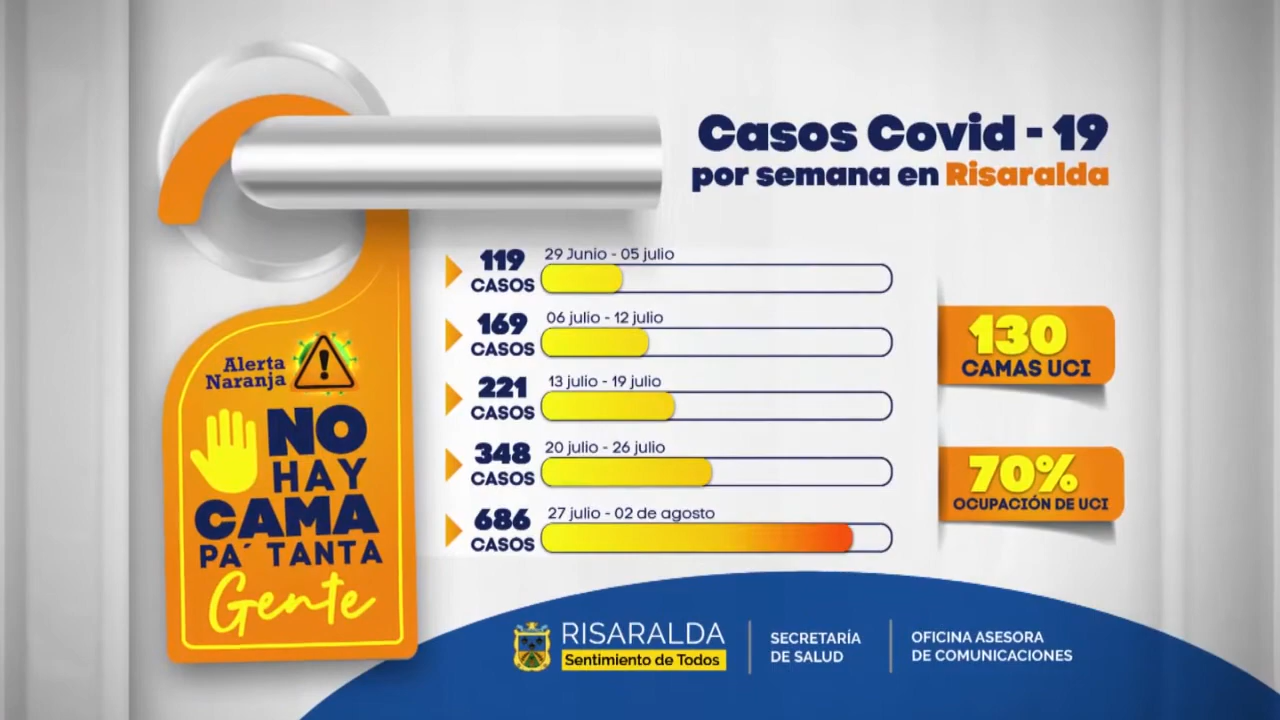 Casos Covid - 19
por semana en Risaralda
119
CASOS
29 Junio - 05 julio
169
CASOS
06 julio - 12 julio
221
CASOS
13 julio - 19 julio
348
CASOS
20 julio - 26 julio
686
CASOS
27 julio - 02 de agosto
130
CAMAS UCI
70%
OCUPACIÓN DE UCI
Alerta
Naranja
!
NO
HAY
CAMA
PA´ TANTA
Gente
RISARALDA
Sentimiento de Todos
SECRETARÍA
DE SALUD
OFICINA ASESORA
DE COMUNICACIONES